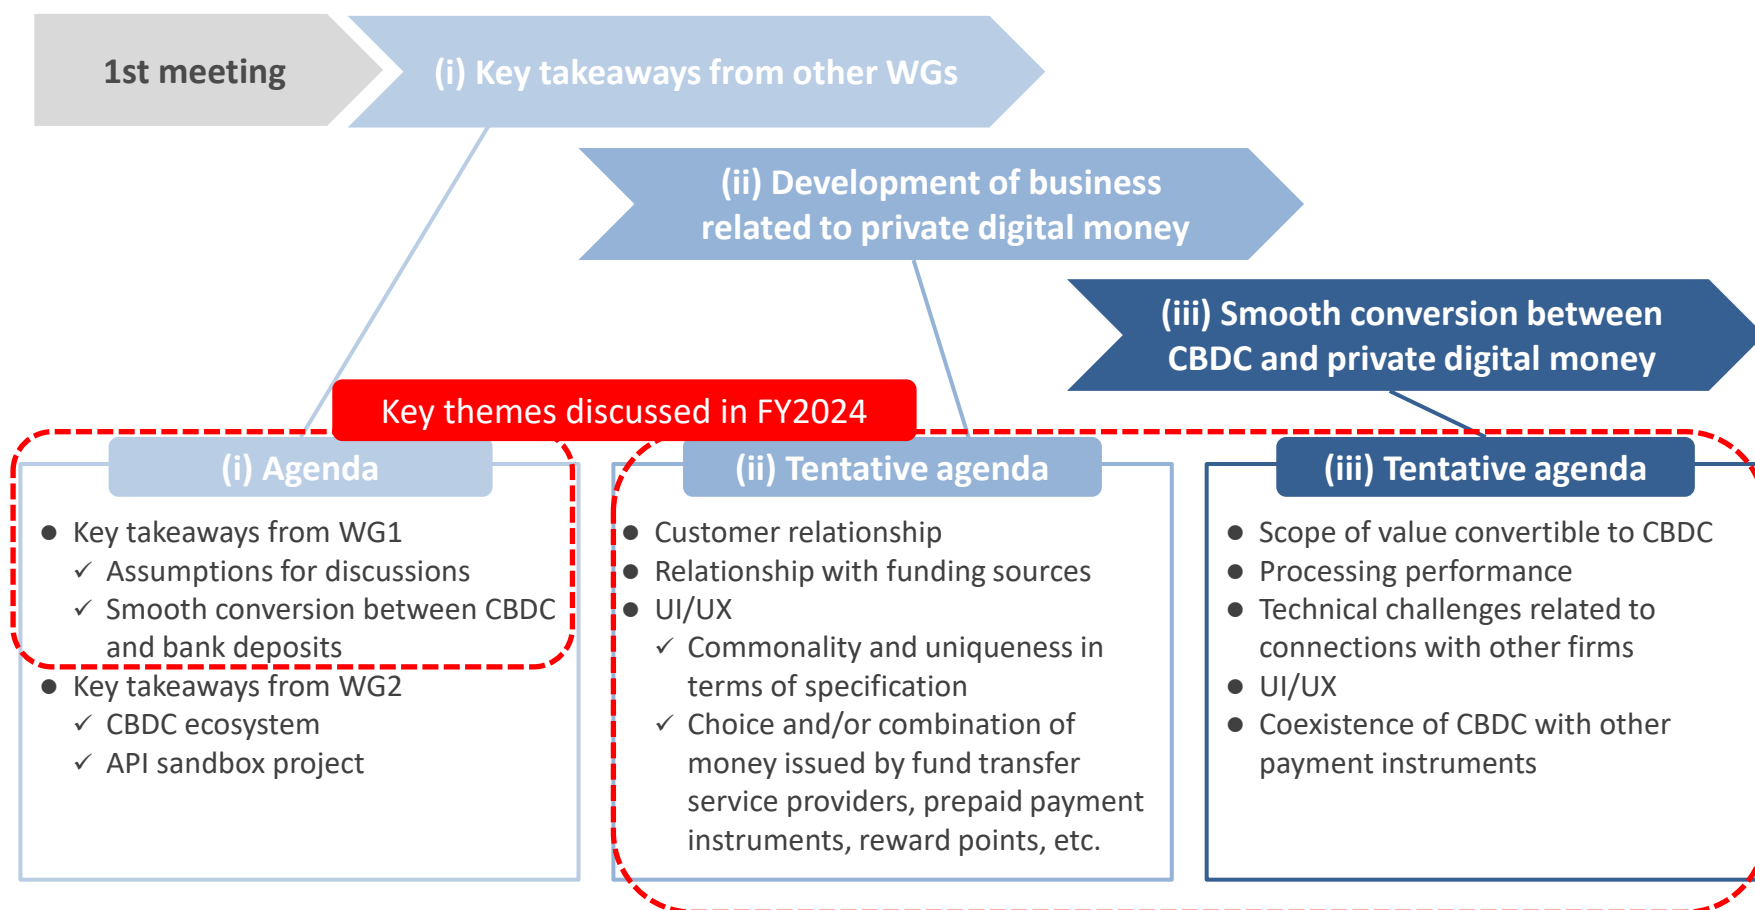 1st meeting
(i) Key takeaways from other WGs
(ii) Development of business
related to private digital money
(iii) Smooth conversion between
CBDC and private digital money
Key themes discussed in FY2024
(i) Agenda
● Key takeaways from WG1
✓ Assumptions for discussions
✓ Smooth conversion between CBDC
and bank deposits
● Key takeaways from WG2
✓ CBDC ecosystem
✓ API sandbox project
(ii) Tentative agenda
● Customer relationship
● Relationship with funding sources
● UI/UX
✓ Commonality and uniqueness in
terms of specification
✓ Choice and/or combination of
money issued by fund transfer
service providers, prepaid payment
instruments, reward points, etc.
(iii) Tentative agenda
● Scope of value convertible to CBDC
● Processing performance
● Technical challenges related to
connections with other firms
● UI/UX
● Coexistence of CBDC with other
payment instruments